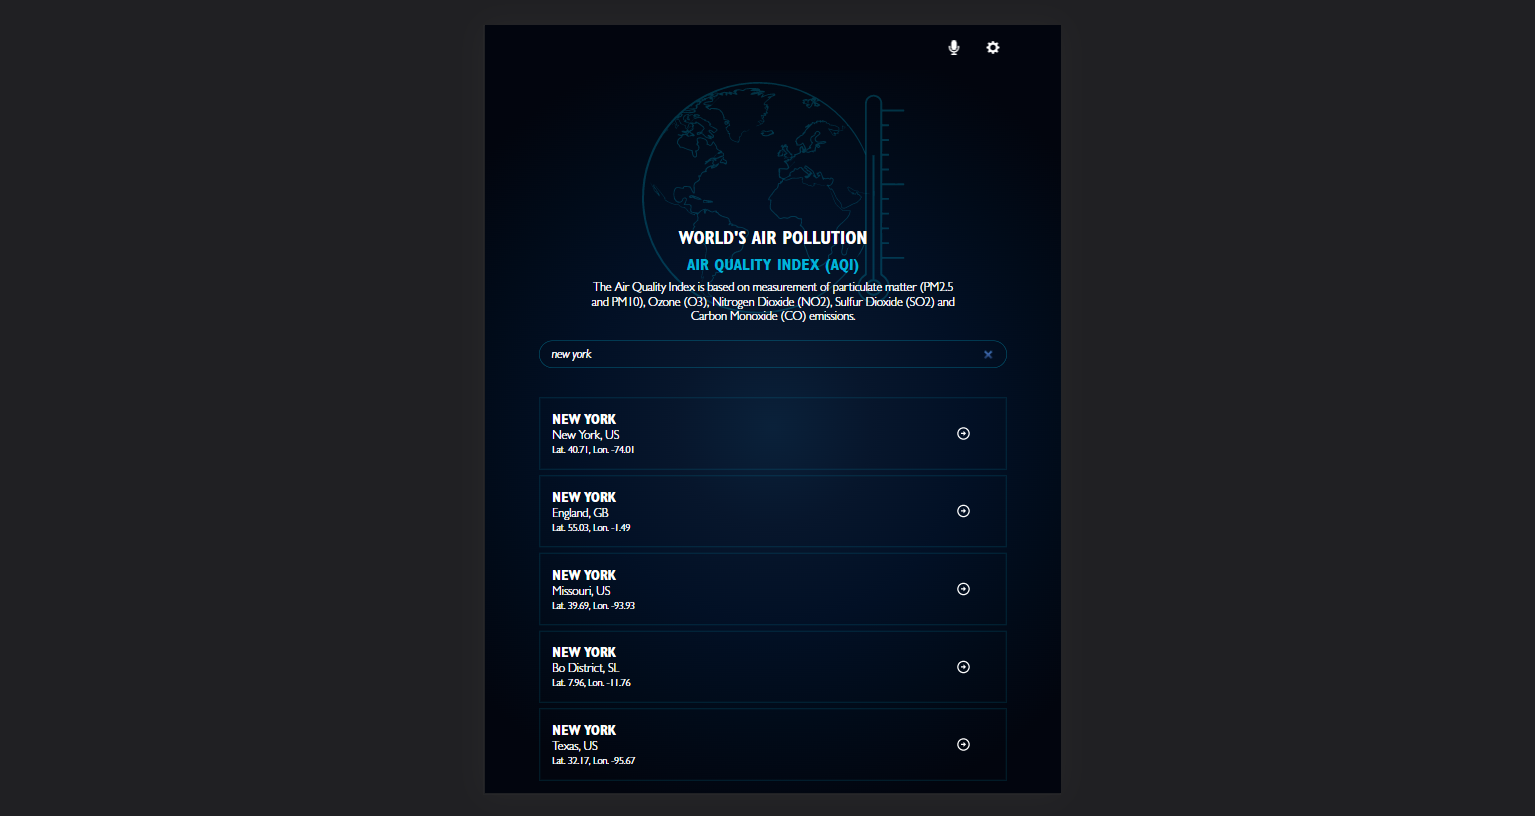 WORLD'S AIR POLLUTION
AIR QUALITY INDEX (AQI)
The Air Quality Index is based on measurement of particulate matter (PM2.5
and PM10), Ozone (O3), Nitrogen Dioxide (NO2), Sulfur Dioxide (SO2) and
Carbon Monoxide (CO) emissions.
new york
NEW YORK
New York, US
Lat. 40.71, Lon. -74.01
NEW YORK
England, GB
Lat. 55.03, Lon. -1.49
NEW YORK
Missouri, US
Lat. 39.69, Lon. -93.93
NEW YORK
Bo District, SL
Lat. 7.96, Lon. -11.76
NEW YORK
Texas, US
Lat. 32.17, Lon. -95.67